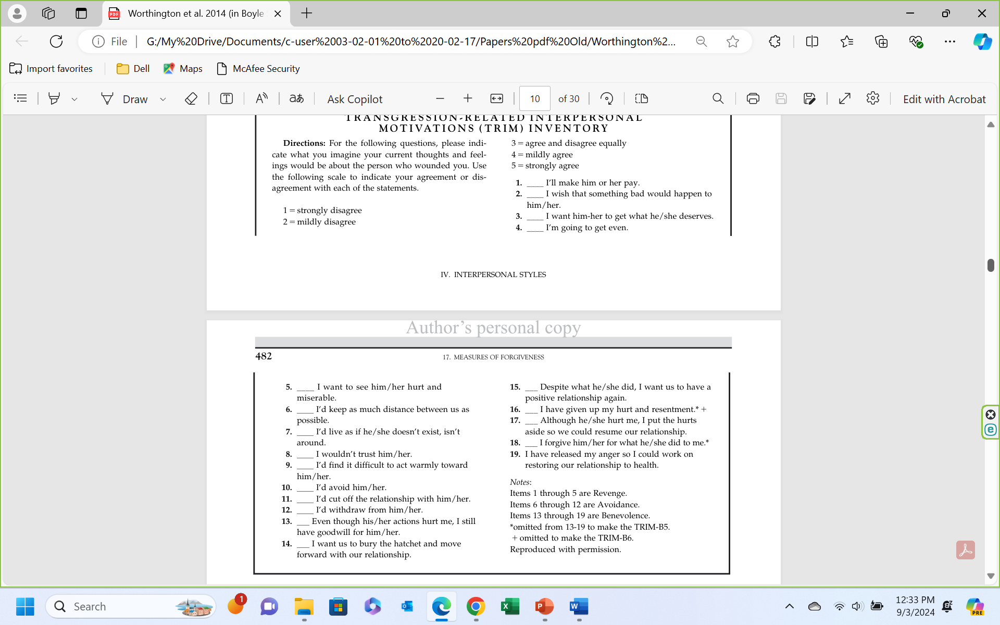 Worthington et al. 2014 (in Boyle
File
G:/My%20Drive/Documents/c-user%2003-02-01%20to%2020-02-17/Papers%20pdf%20Old/Worthington%2...
Import favorites
Dell
Maps
McAfee Security
Draw
aあ
Ask Copilot
10
of 30
Edit with Acrobat
TRANSGRESSION-RELATED INTERPERSONAL
MOTIVATIONS (TRIM) INVENTORY
Directions: For the following questions, please indi-
cate what you imagine your current thoughts and feel-
ings would be about the person who wounded you. Use
the following scale to indicate your agreement or dis-
agreement with each of the statements.
1 = strongly disagree
2 = mildly disagree
3 = agree and disagree equally
4 = mildly agree
5 = strongly agree
1. ____ I'll make him or her pay.
2. ____ I wish that something bad would happen to
him/her.
3. ____ I want him-her to get what he/she deserves.
4. ____ I'm going to get even.
IV. INTERPERSONAL STYLES
Author's personal copy
482
17. MEASURES OF FORGIVENESS
5. ____ I want to see him/her hurt and
miserable.
6. ____ I'd keep as much distance between us as
possible.
7. ____ I'd live as if he/she doesn't exist, isn't
around.
8. ____ I wouldn't trust him/her.
9. ____ I'd find it difficult to act warmly toward
him/her.
10. ____ I'd avoid him/her.
11. ____ I'd cut off the relationship with him/her.
12. ____ I'd withdraw from him/her.
13. ___ Even though his/her actions hurt me, I still
have goodwill for him/her.
14. ___ I want us to bury the hatchet and move
forward with our relationship.
15. ___ Despite what he/she did, I want us to have a
positive relationship again.
16. ___ I have given up my hurt and resentment.* +
17. ___ Although he/she hurt me, I put the hurts
aside so we could resume our relationship.
18. ___ I forgive him/her for what he/she did to me.*
19. I have released my anger so I could work on
restoring our relationship to health.
Notes:
Items 1 through 5 are Revenge.
Items 6 through 12 are Avoidance.
Items 13 through 19 are Benevolence.
*omitted from 13-19 to make the TRIM-B5.
+ omitted to make the TRIM-B6.
Reproduced with permission.
Search
1
12:33 PM
9/3/2024
PRE